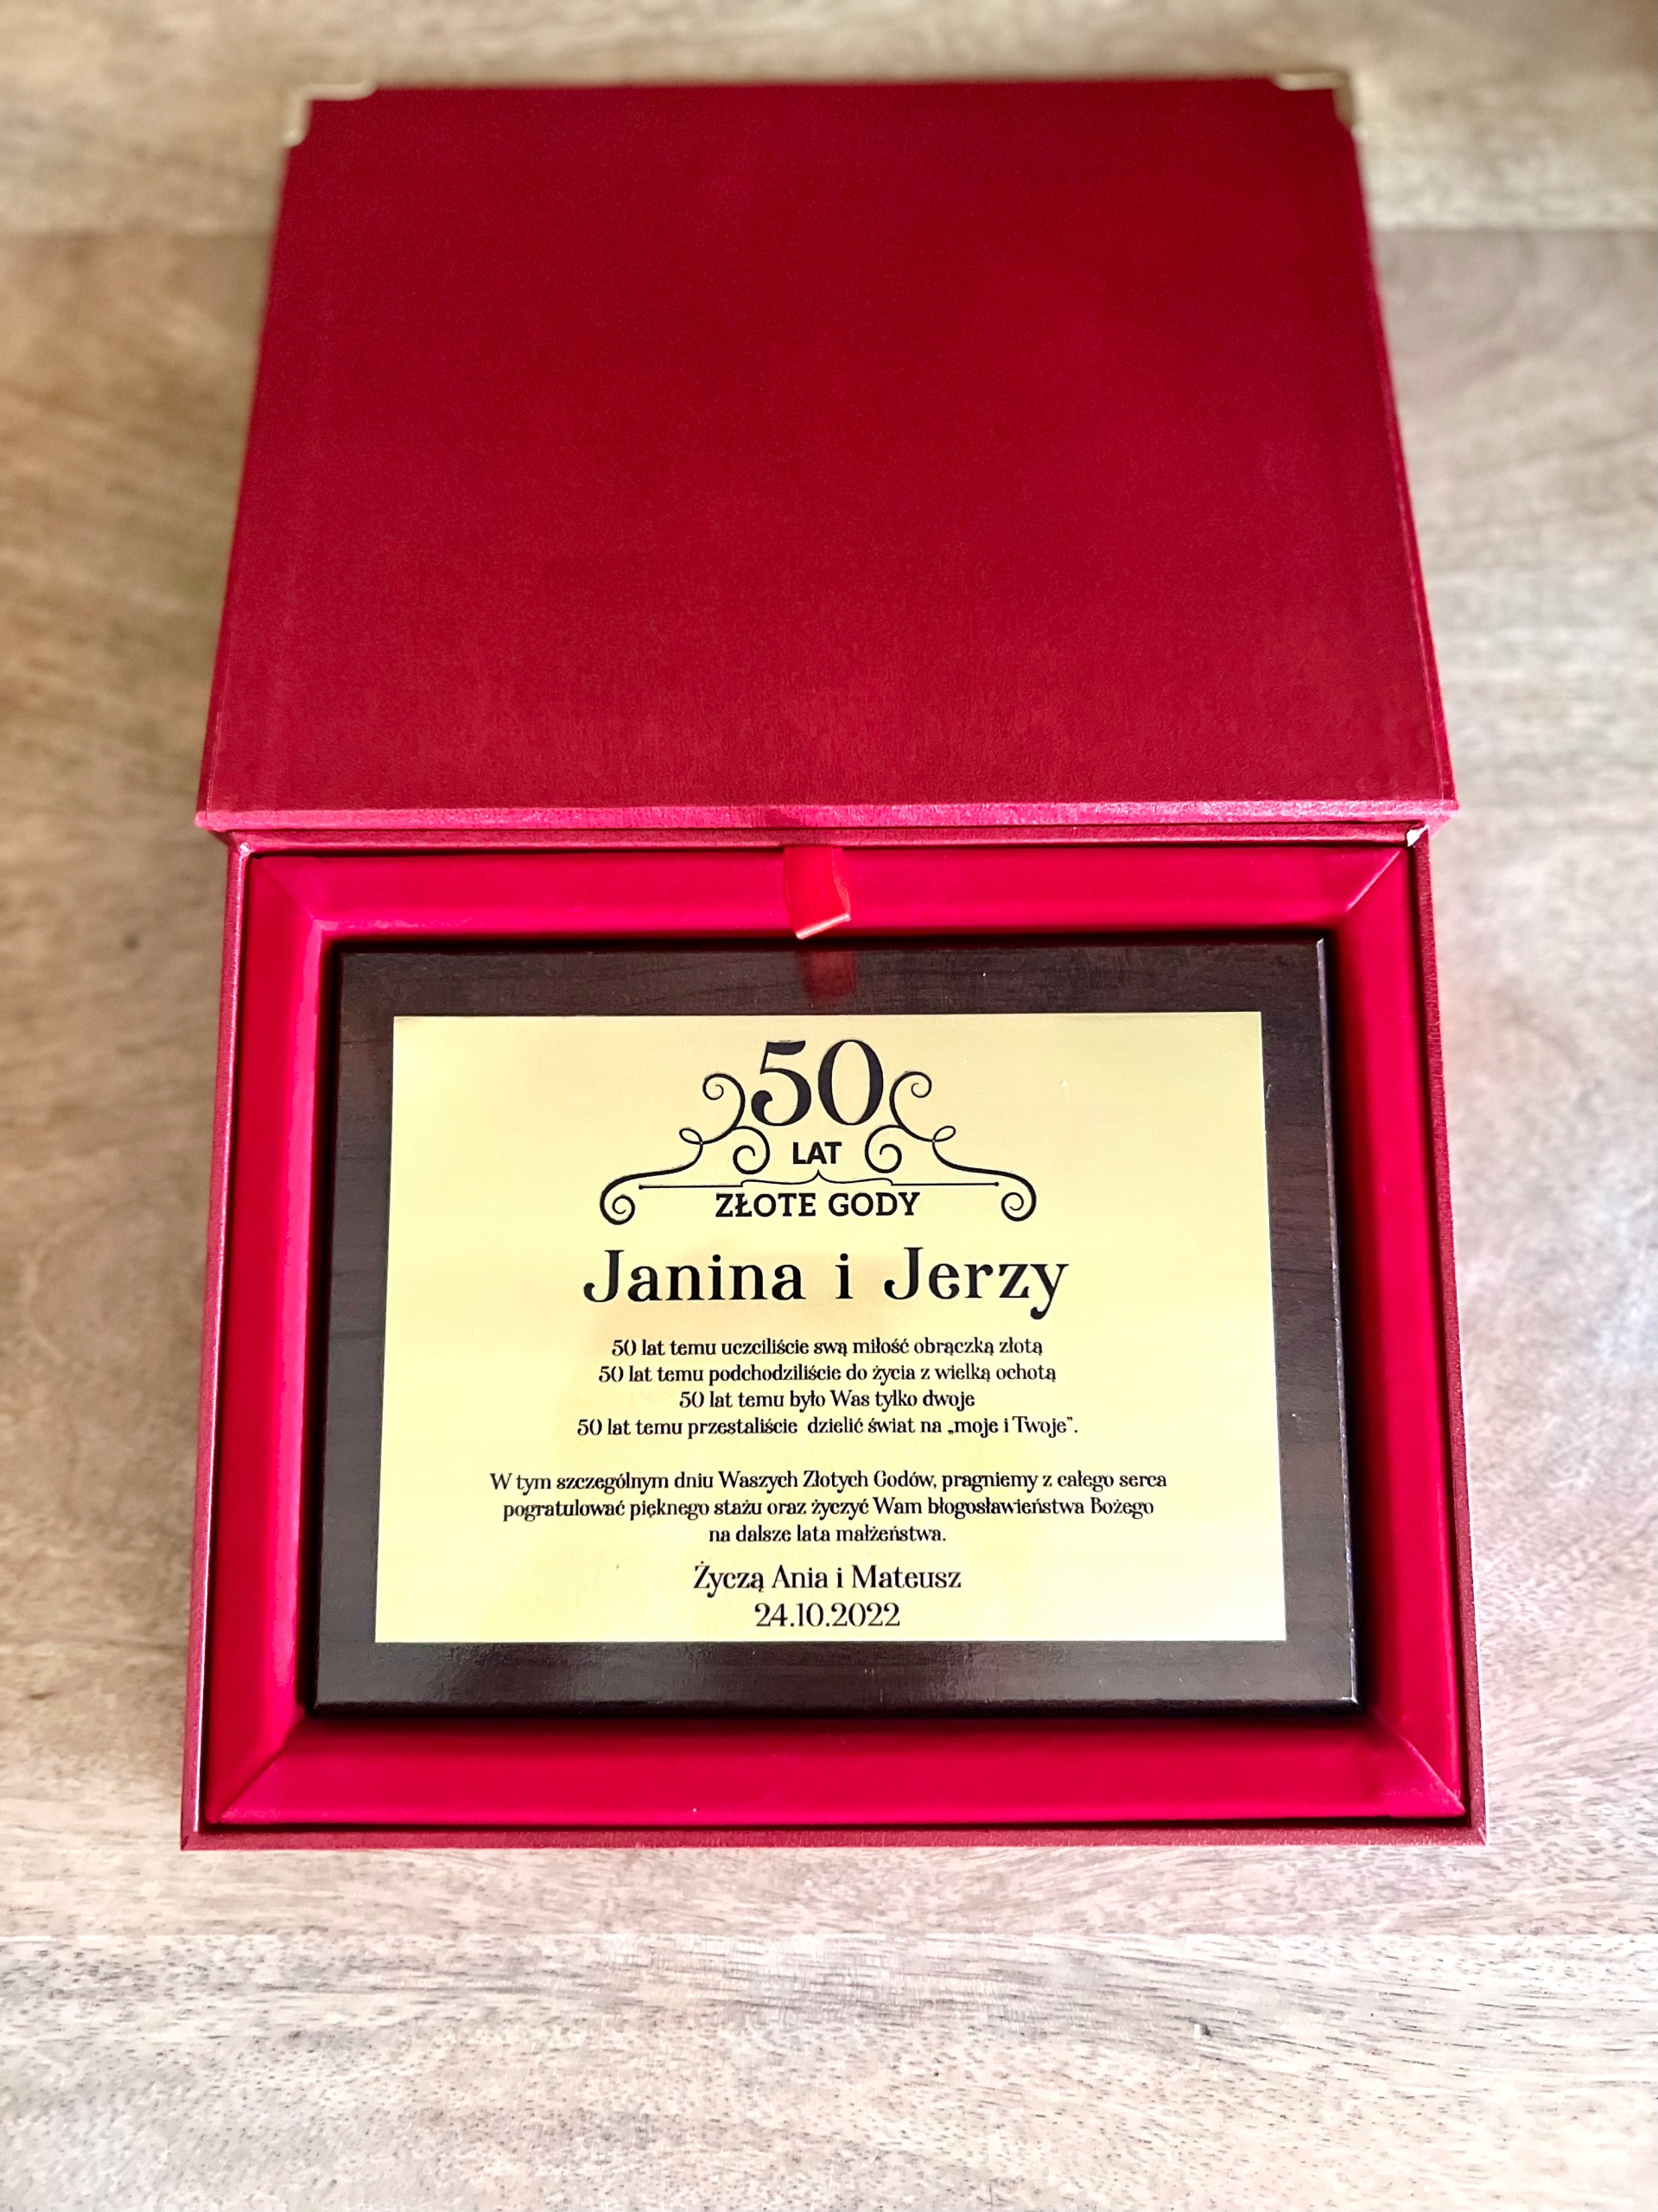 50
LAT
ZŁOTE GODY
Janina i Jerzy
50 lat temu uczciliście swą miłość obrączką złotą
50 lat temu podchodziliście do życia z wielką ochotą
50 lat temu było Was tylko dwoje
50 lat temu przestaliście dzielić świat na „moje i Twoje”.
W tym szczególnym dniu Waszych Złotych Godów, pragniemy z całego serca
pogratulować pięknego stażu oraz życzyć Wam błogosławieństwa Bożego
na dalsze lata małżeństwa.
Życzą Ania i Mateusz
24.10.2022